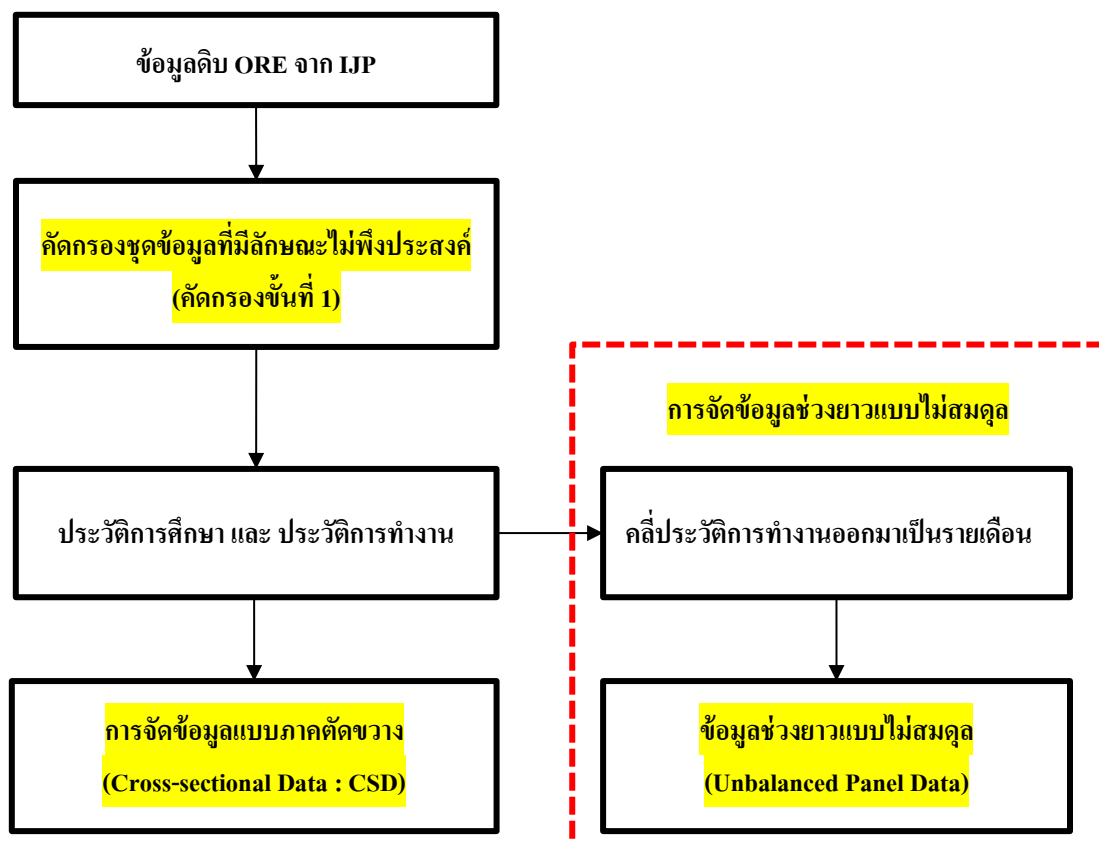 ข้อมูลดิบ ORE จาก IJP
คัดกรองชุดข้อมูลที่มีลักษณะไม่พึงประสงค์
(คัดกรองขั้นที่ 1)
การจัดข้อมูลช่วงยาวแบบไม่สมดุล
ประวัติการศึกษา และ ประวัติการทำงาน
คลี่ประวัติการทำงานออกมาเป็นรายเดือน
การจัดข้อมูลแบบภาคตัดขวาง
(Cross-sectional Data : CSD)
ข้อมูลช่วงยาวแบบไม่สมดุล
(Unbalanced Panel Data)